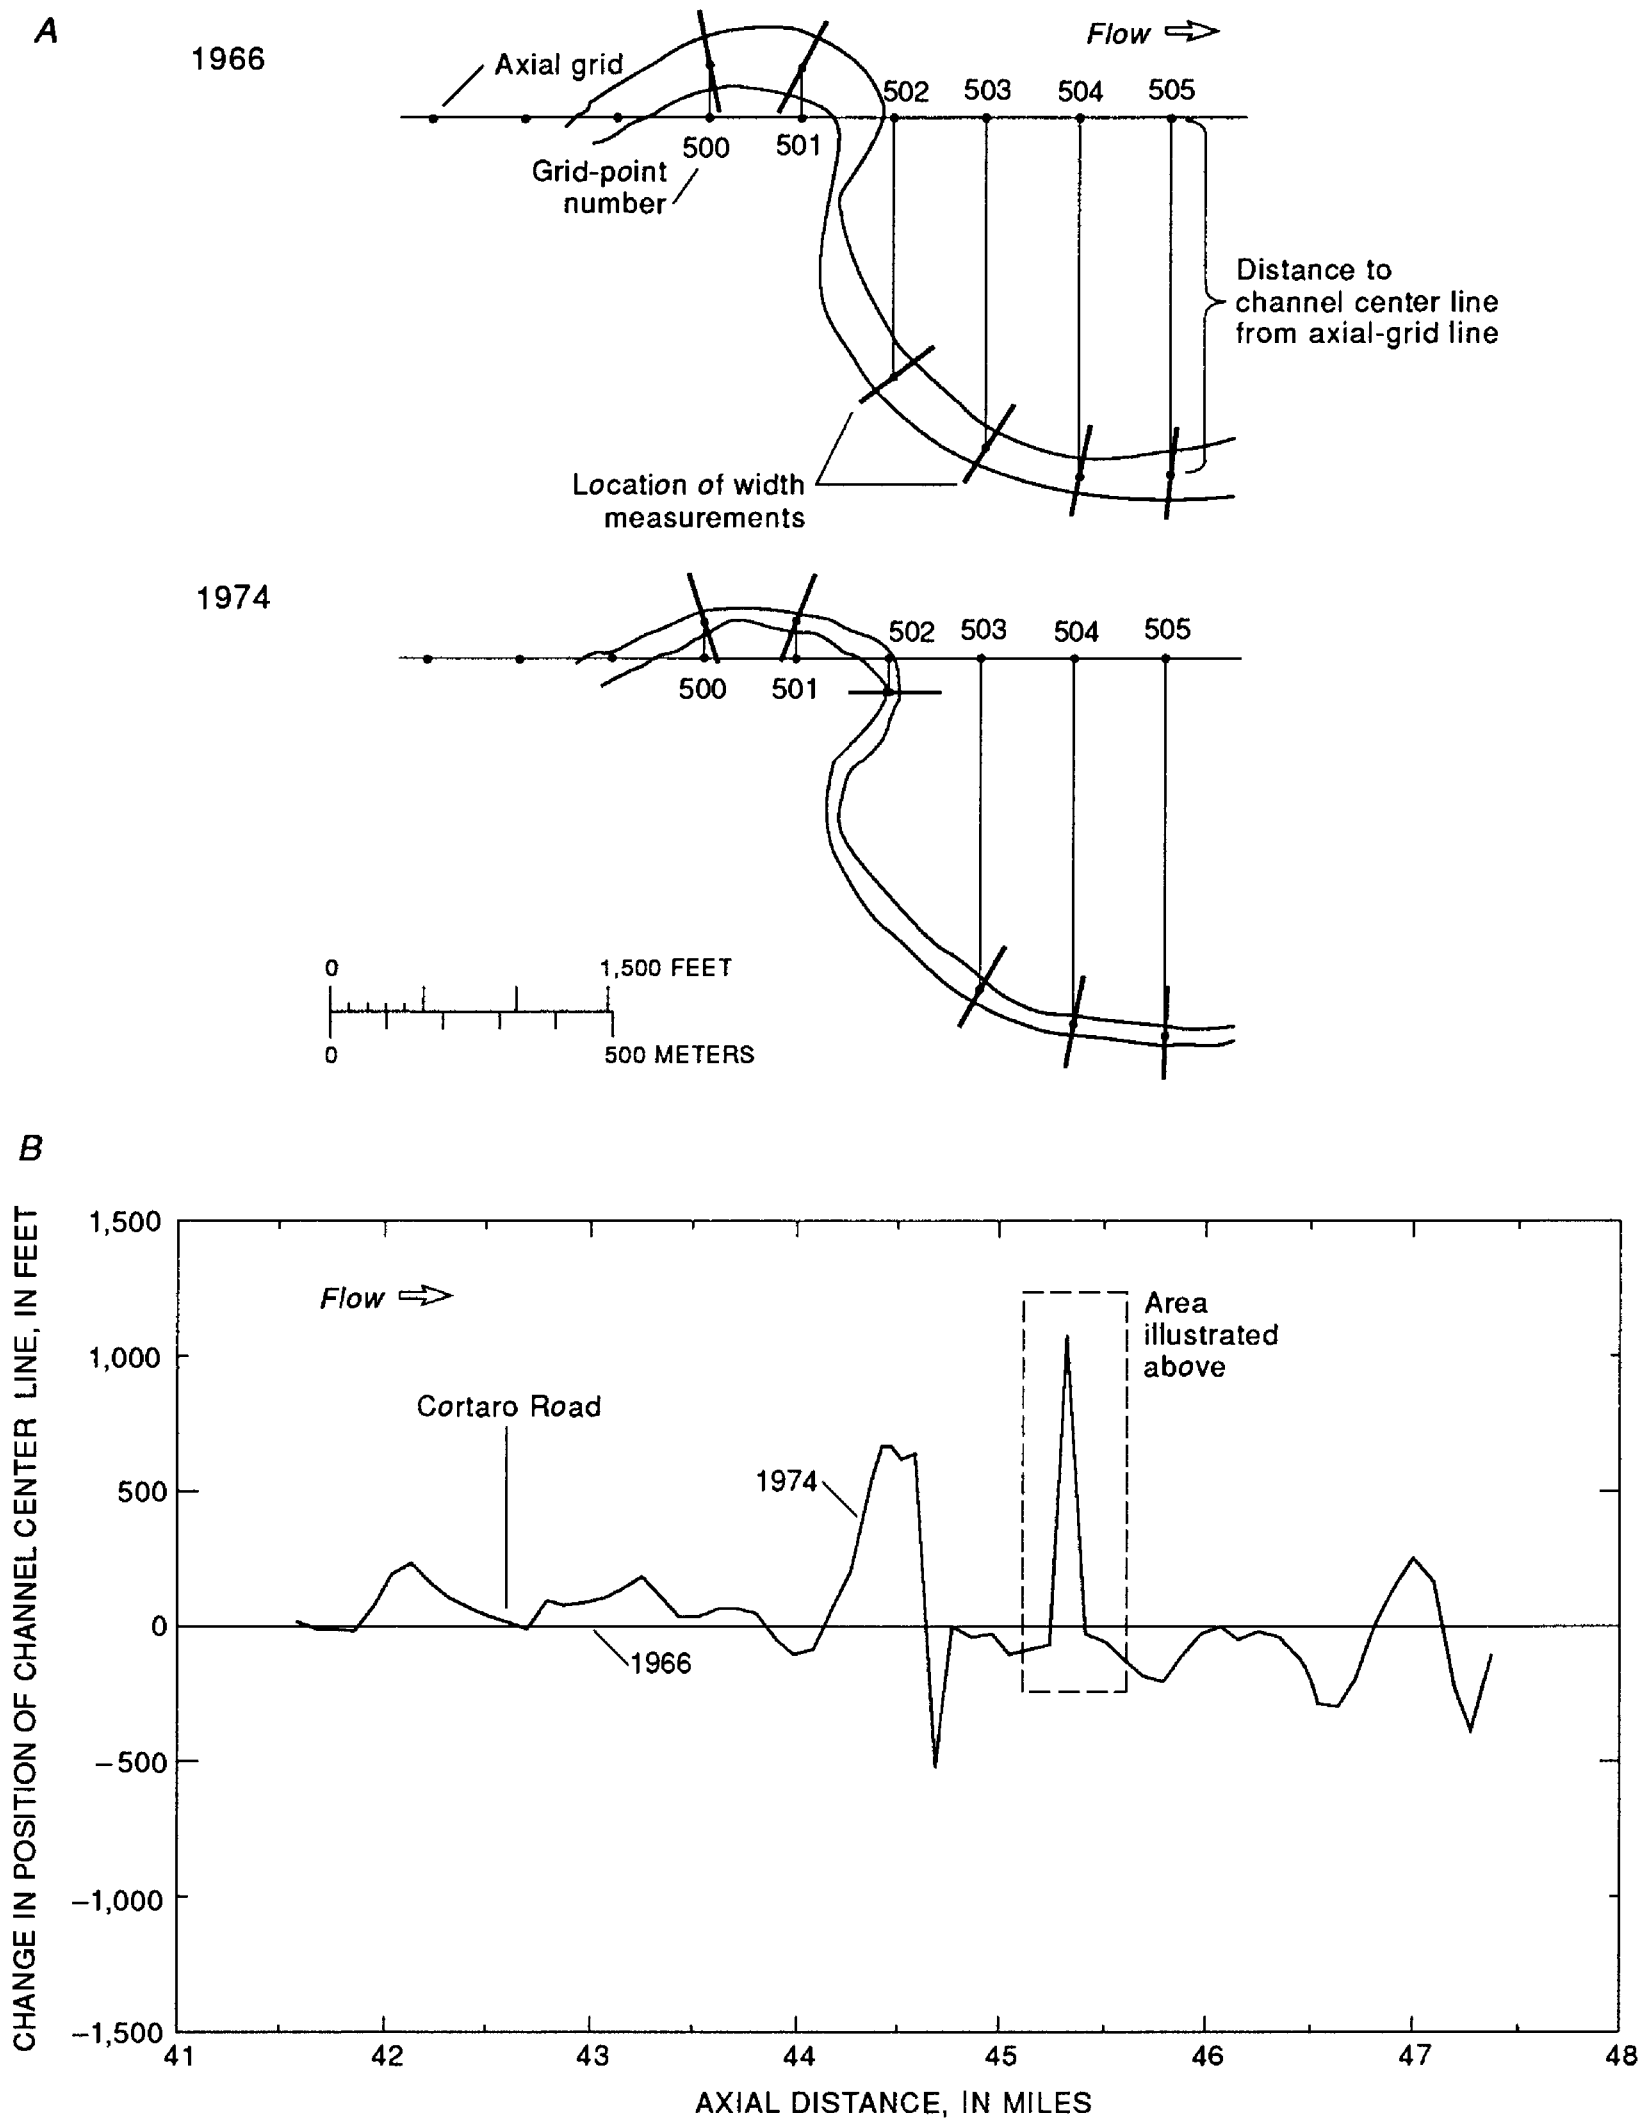 A
1966
Flow
Axial grid
502 503 504 505
500 501
Grid-point
number
Distance to
channel center line
from axial-grid line
Location of width
measurements
1974
502 503 504 505
500 501
0 1,500 FEET
0 500 METERS
B
CHANGE IN POSITION OF CHANNEL CENTER LINE, IN FEET
1,500
1,000
500
0
−500
−1,000
−1,500
Flow
Area
illustrated
above
Cortaro Road
1974
1966
41 42 43 44 45 46 47 48
AXIAL DISTANCE, IN MILES